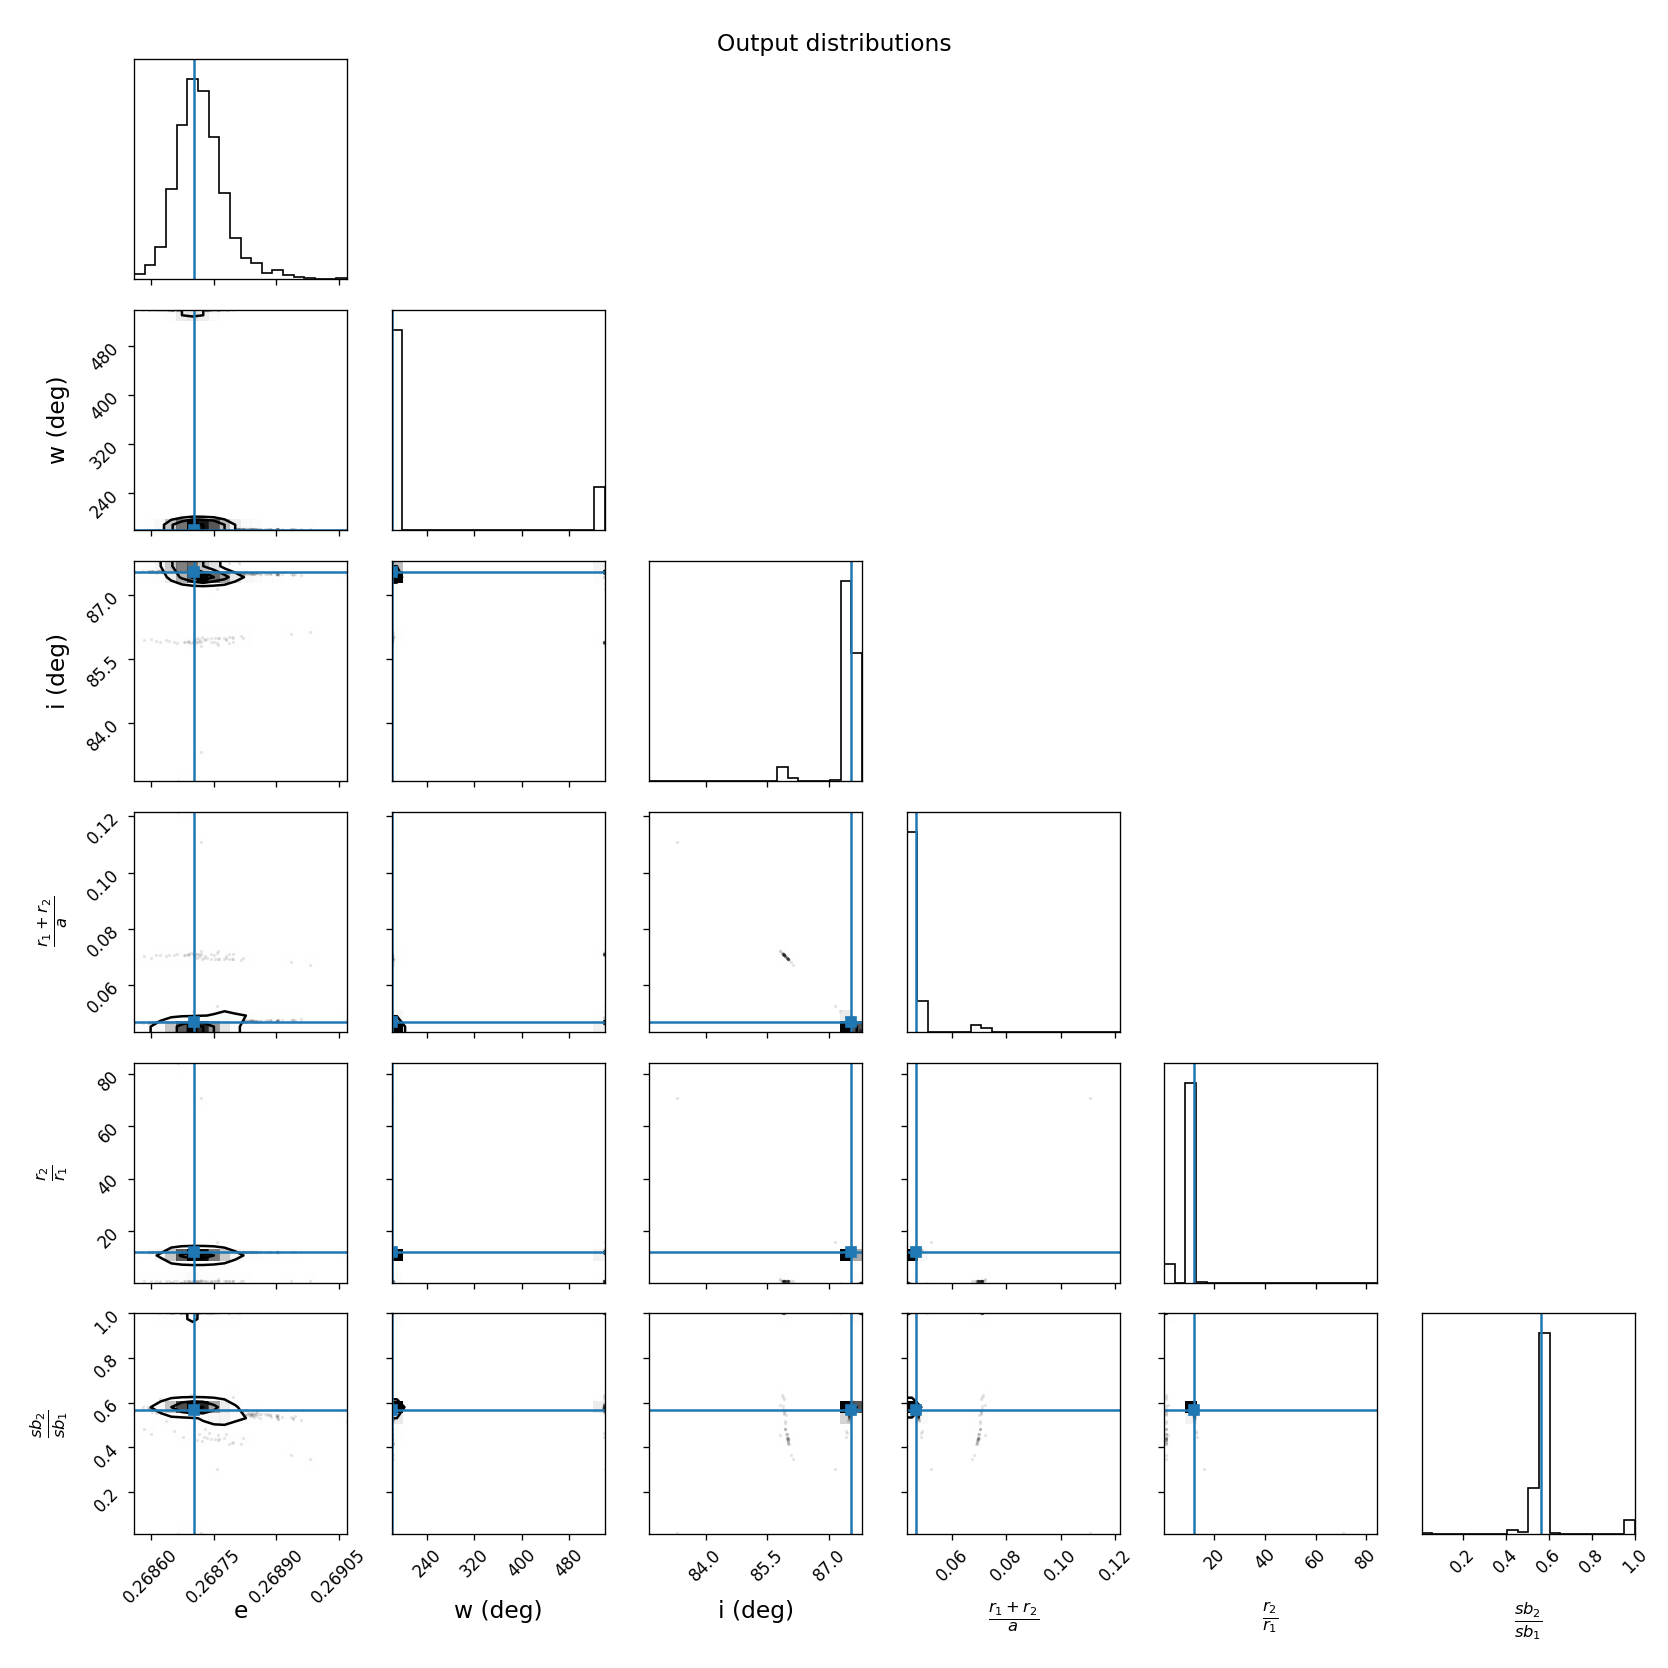 Output distributions
w (deg)
480
400
320
240
i (deg)
87.0
85.5
84.0
r₁ + r₂ / a
0.12
0.10
0.08
0.06
r₂ / r₁
80
60
40
20
sb₂ / sb₁
1.0
0.8
0.6
0.4
0.2
0.26860 0.26875 0.26890 0.26905
240 320 400 480
84.0 85.5 87.0
0.06 0.08 0.10 0.12
20 40 60 80
0.2 0.4 0.6 0.8 1.0
e
w (deg)
i (deg)
r₁ + r₂ / a
r₂ / r₁
sb₂ / sb₁